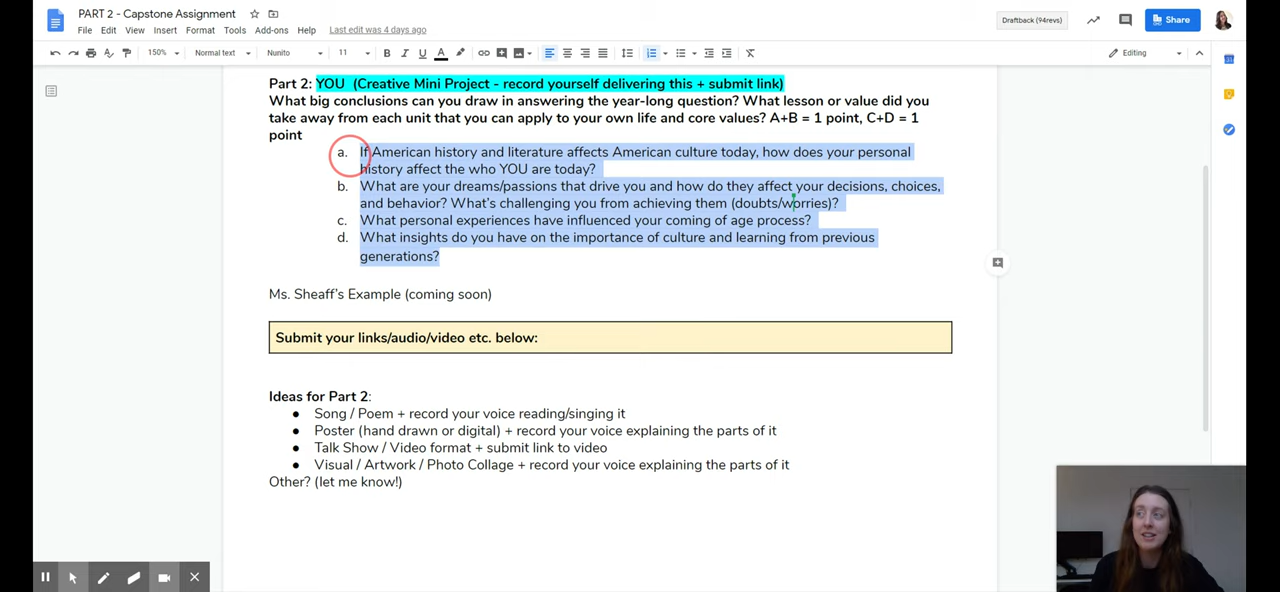 PART 2 - Capstone Assignment
Draftback (94revs)
Share
File Edit View Insert Format Tools Add-ons Help Last edit was 4 days ago
150% Normal text Nunito 11 B I U A Editing
Part 2: YOU (Creative Mini Project - record yourself delivering this + submit link)
What big conclusions can you draw in answering the year-long question? What lesson or value did you
take away from each unit that you can apply to your own life and core values? A+B = 1 point, C+D = 1
point
a. If American history and literature affects American culture today, how does your personal
history affect the who YOU are today?
b. What are your dreams/passions that drive you and how do they affect your decisions, choices,
and behavior? What's challenging you from achieving them (doubts/worries)?
c. What personal experiences have influenced your coming of age process?
d. What insights do you have on the importance of culture and learning from previous
generations?
Ms. Sheaff's Example (coming soon)
Submit your links/audio/video etc. below:
Ideas for Part 2:
● Song / Poem + record your voice reading/singing it
● Poster (hand drawn or digital) + record your voice explaining the parts of it
● Talk Show / Video format + submit link to video
● Visual / Artwork / Photo Collage + record your voice explaining the parts of it
Other? (let me know!)